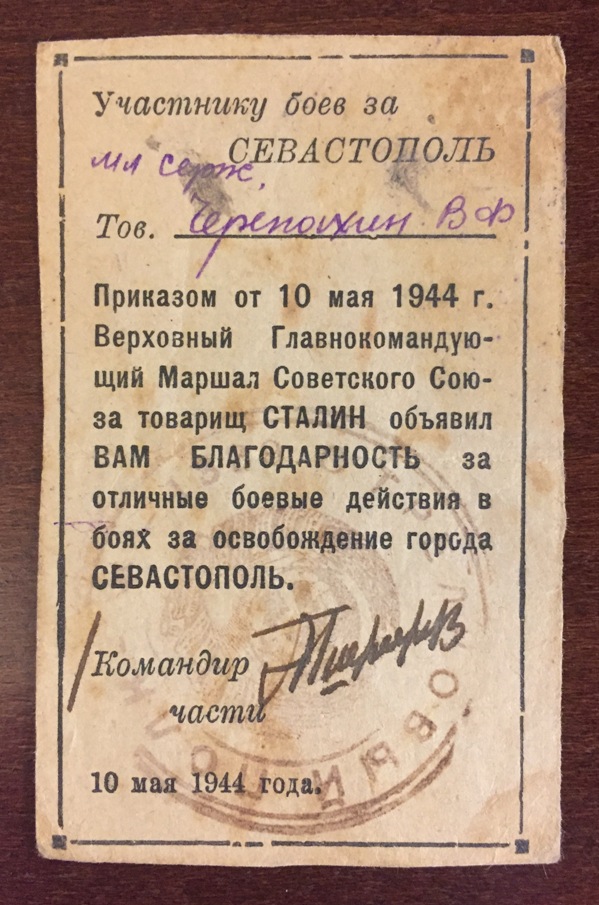 Участнику боев за
СЕВАСТОПОЛЬ
мл серж,
Тов. Черепахин В Ф
Приказом от 10 мая 1944 г.
Верховный Главнокомандую-
щий Маршал Советского Сою-
за товарищ СТАЛИН объявил
ВАМ БЛАГОДАРНОСТЬ за
отличные боевые действия в
боях за освобождение города
СЕВАСТОПОЛЬ.
Командир
части
10 мая 1944 года.